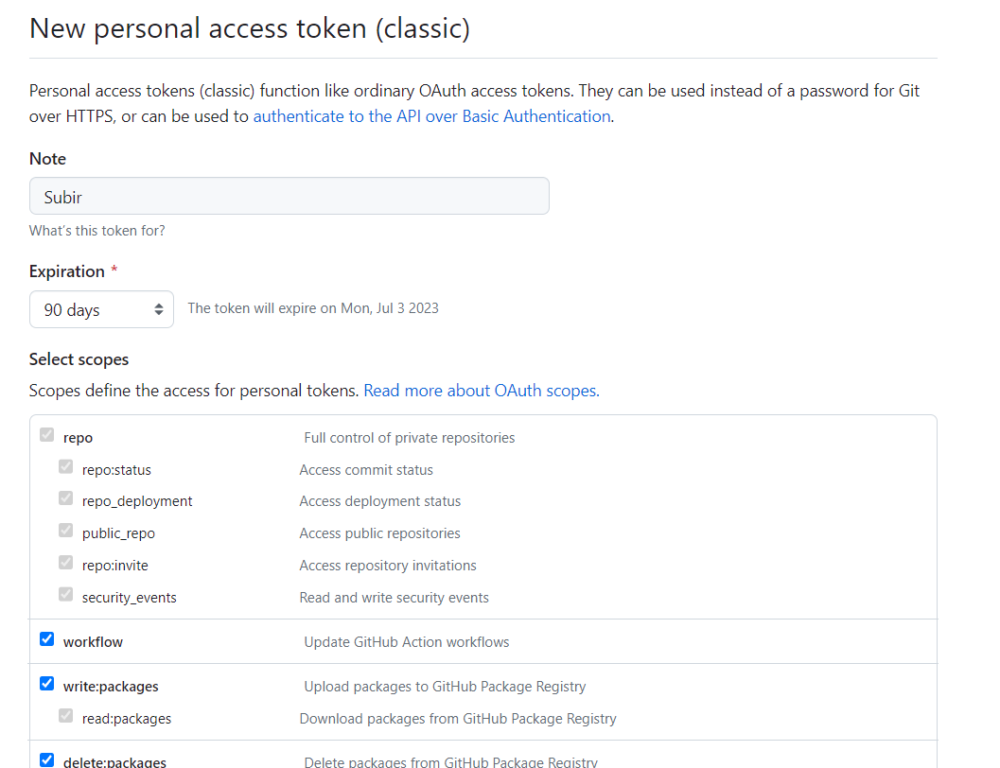 New personal access token (classic)
Personal access tokens (classic) function like ordinary OAuth access tokens. They can be used instead of a password for Git
over HTTPS, or can be used to authenticate to the API over Basic Authentication.
Note
Subir
What's this token for?
Expiration *
90 days The token will expire on Mon, Jul 3 2023
Select scopes
Scopes define the access for personal tokens. Read more about OAuth scopes.
repo Full control of private repositories
repo:status Access commit status
repo_deployment Access deployment status
public_repo Access public repositories
repo:invite Access repository invitations
security_events Read and write security events
workflow Update GitHub Action workflows
write:packages Upload packages to GitHub Package Registry
read:packages Download packages from GitHub Package Registry
delete:packages Delete packages from GitHub Package Registry